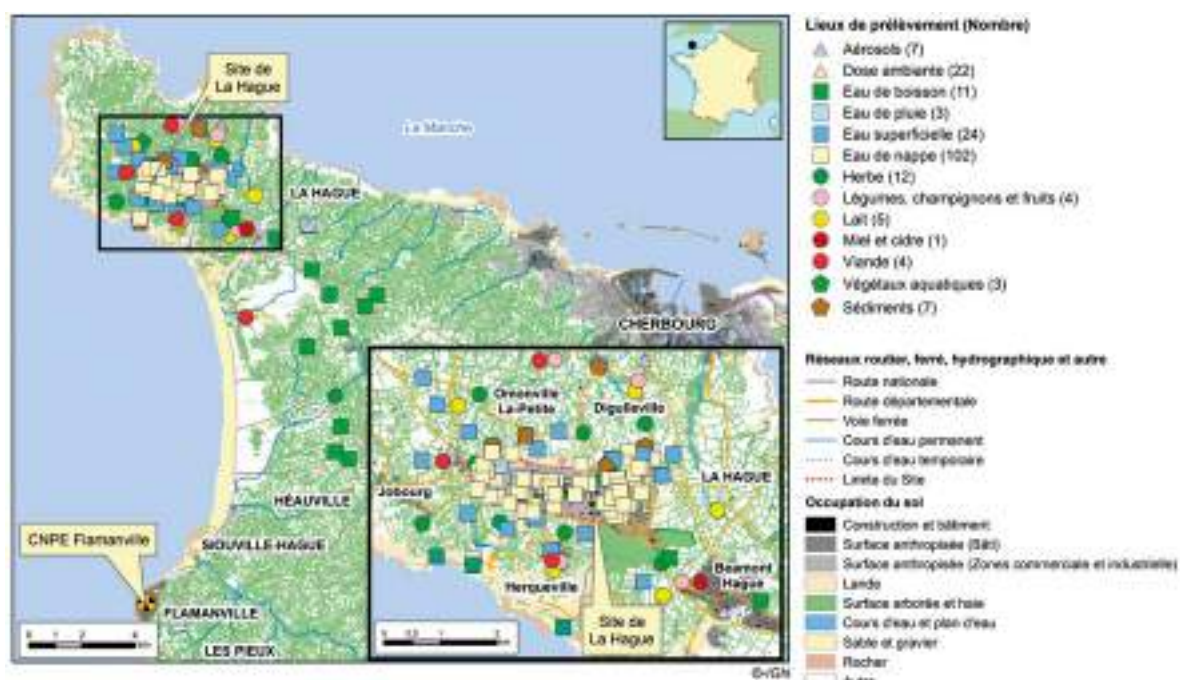 Site de
La Hague
La Manche
LA HAGUE
CHERBOURG
HÉAUVILLE
SIOUVILLE-HAGUE
CNPE Flamanville
FLAMANVILLE
LES PIEUX
Omonville
La-Petite
Digulleville
LA HAGUE
Jobourg
Herqueville
Beaumont
Hague
Site de
La Hague
Lieux de prélèvement (Nombre)
Aérosols (7)
Dose ambiante (22)
Eau de boisson (11)
Eau de pluie (3)
Eau superficielle (24)
Eau de nappe (102)
Herbe (12)
Légumes, champignons et fruits (4)
Lait (5)
Miel et cidre (1)
Viande (4)
Végétaux aquatiques (3)
Sédiments (7)
Réseaux routier, ferré, hydrographique et autre
Route nationale
Route départementale
Voie ferrée
Cours d'eau permanent
Cours d'eau temporaire
Limite du Site
Occupation du sol
Construction et bâtiment
Surface anthropisée (Bâti)
Surface anthropisée (Zones commerciale et industrielle)
Lande
Surface arborée et haie
Cours d'eau et plan d'eau
Sable et gravier
Rocher